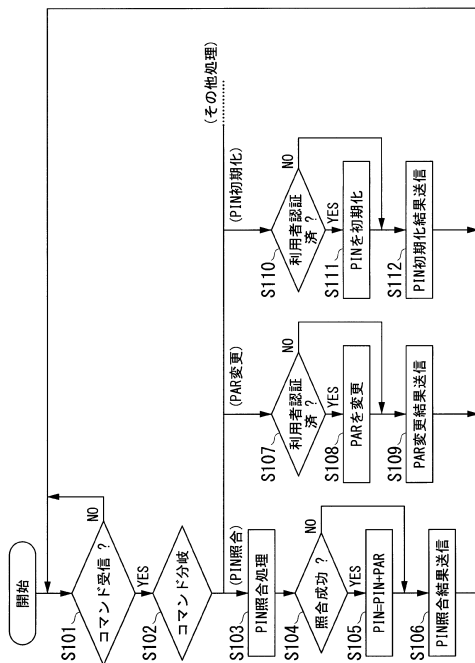 開始
S101
コマンド受信 ?
NO
YES
S102
コマンド分岐
(PIN照合)
(PAR変更)
(PIN初期化)
(その他処理)
S103
PIN照合処理
S104
照合成功 ?
NO
YES
S105
PIN=PIN+PAR
S106
PIN照合結果送信
S107
利用者認証
済 ?
NO
YES
S108
PARを変更
S109
PAR変更結果送信
S110
利用者認証
済 ?
NO
YES
S111
PINを初期化
S112
PIN初期化結果送信